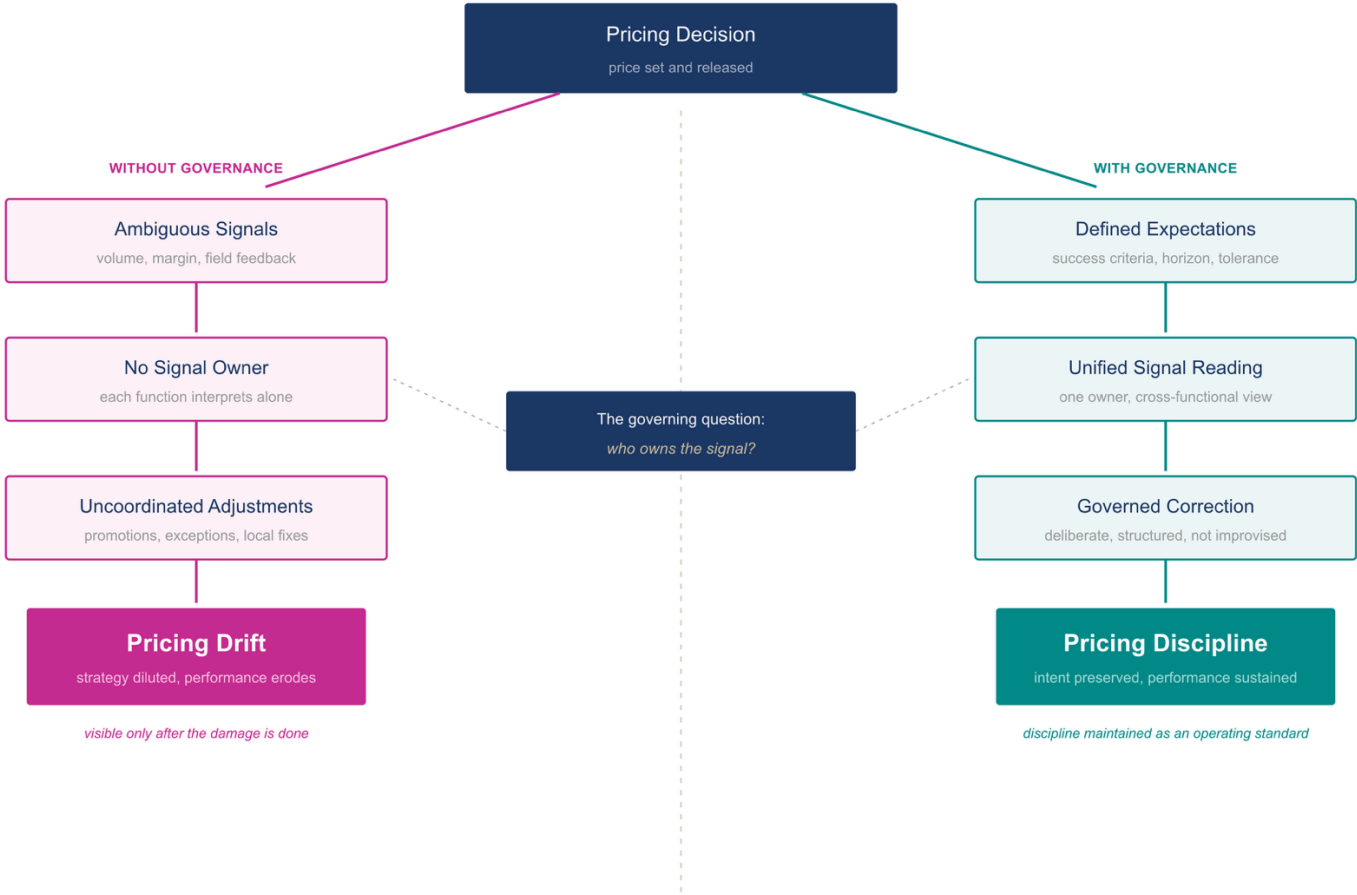 Pricing Decision
price set and released
WITHOUT GOVERNANCE
Ambiguous Signals
volume, margin, field feedback
No Signal Owner
each function interprets alone
Uncoordinated Adjustments
promotions, exceptions, local fixes
Pricing Drift
strategy diluted, performance erodes
visible only after the damage is done
The governing question:
who owns the signal?
WITH GOVERNANCE
Defined Expectations
success criteria, horizon, tolerance
Unified Signal Reading
one owner, cross-functional view
Governed Correction
deliberate, structured, not improvised
Pricing Discipline
intent preserved, performance sustained
discipline maintained as an operating standard